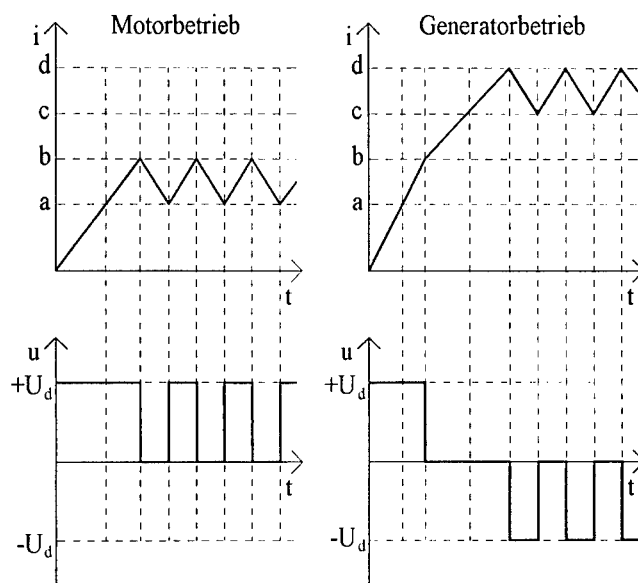 Motorbetrieb
i
d
c
b
a
t
u
+U_d
t
-U_d
Generatorbetrieb
i
d
c
b
a
t
u
+U_d
t
-U_d